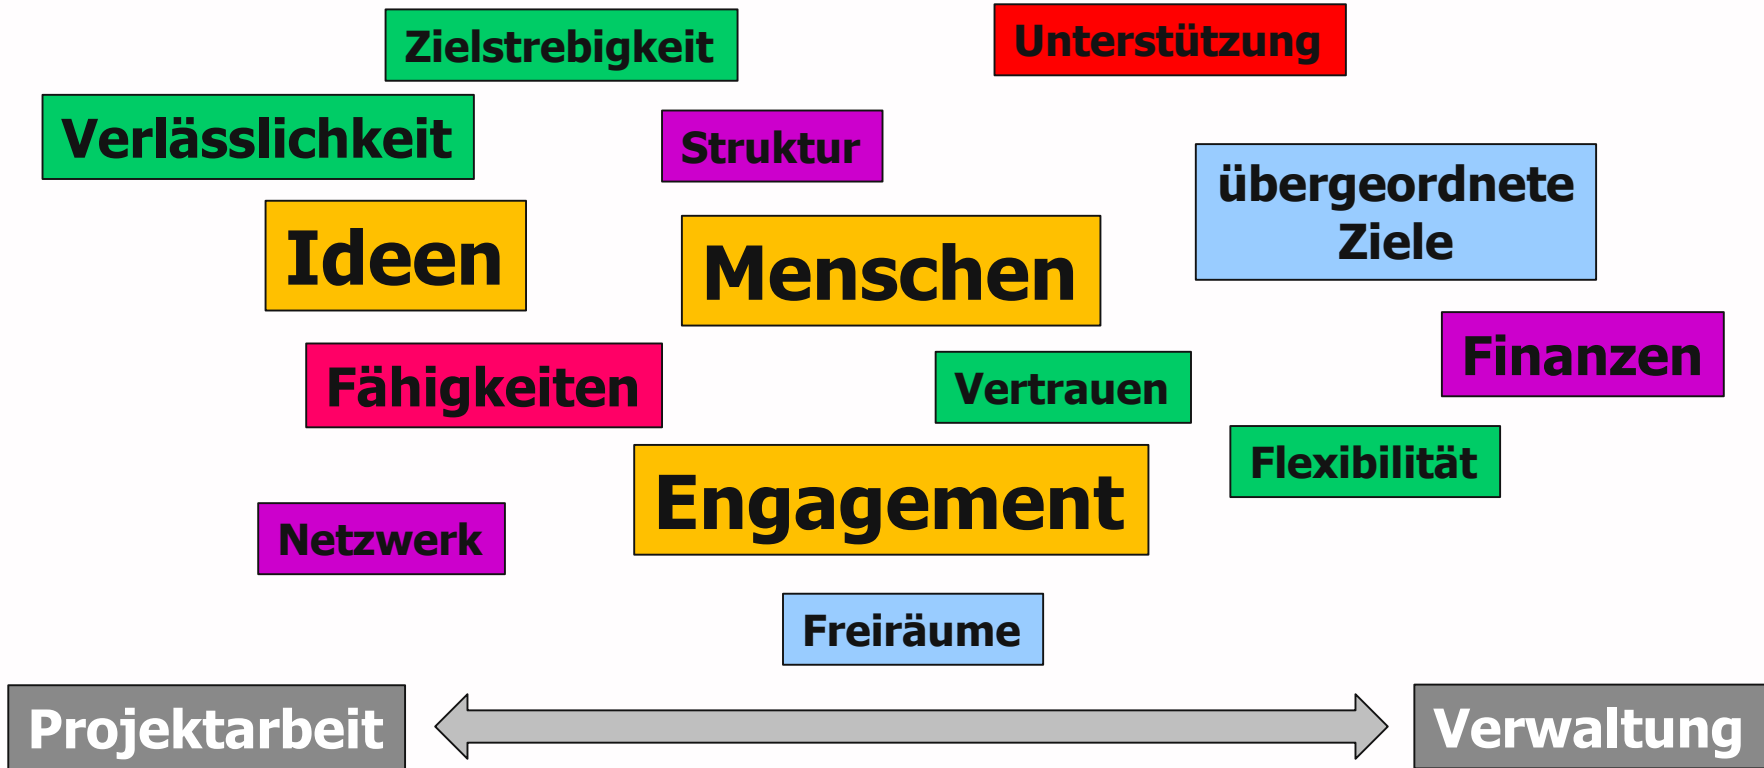 Zielstrebigkeit
Unterstützung
Verlässlichkeit
Struktur
übergeordnete
Ziele
Ideen
Menschen
Finanzen
Fähigkeiten
Vertrauen
Flexibilität
Engagement
Netzwerk
Freiräume
Projektarbeit
Verwaltung